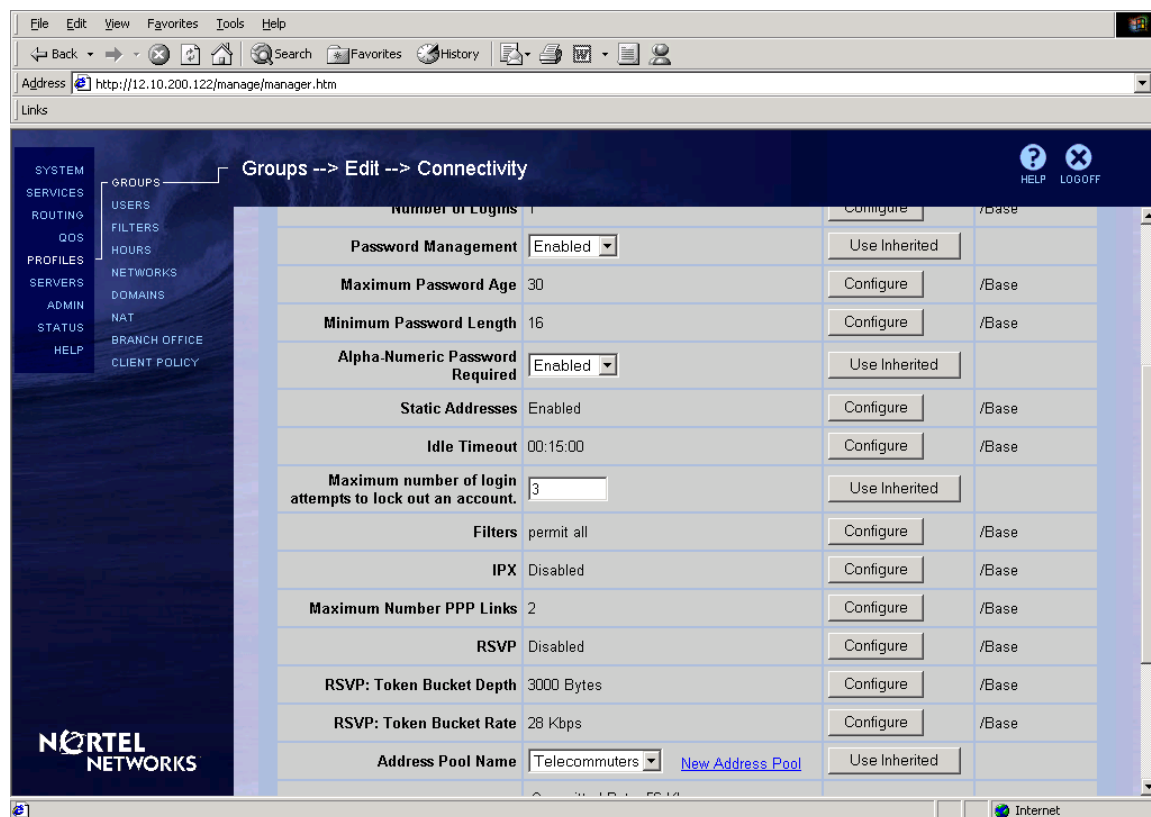 File Edit View Favorites Tools Help
Back Search Favorites History
Address http://12.10.200.122/manage/manager.htm
Links
Groups --> Edit --> Connectivity
HELP LOGOFF
SYSTEM
SERVICES
ROUTING
QOS
PROFILES
SERVERS
ADMIN
STATUS
HELP
GROUPS
USERS
FILTERS
HOURS
NETWORKS
DOMAINS
NAT
BRANCH OFFICE
CLIENT POLICY
Number of Logins 1 Configure /Base
Password Management Enabled Use Inherited
Maximum Password Age 30 Configure /Base
Minimum Password Length 16 Configure /Base
Alpha-Numeric Password
Required Enabled Use Inherited
Static Addresses Enabled Configure /Base
Idle Timeout 00:15:00 Configure /Base
Maximum number of login
attempts to lock out an account. 3 Use Inherited
Filters permit all Configure /Base
IPX Disabled Configure /Base
Maximum Number PPP Links 2 Configure /Base
RSVP Disabled Configure /Base
RSVP: Token Bucket Depth 3000 Bytes Configure /Base
RSVP: Token Bucket Rate 28 Kbps Configure /Base
Address Pool Name Telecommuters New Address Pool Use Inherited
NORTEL
NETWORKS
Internet